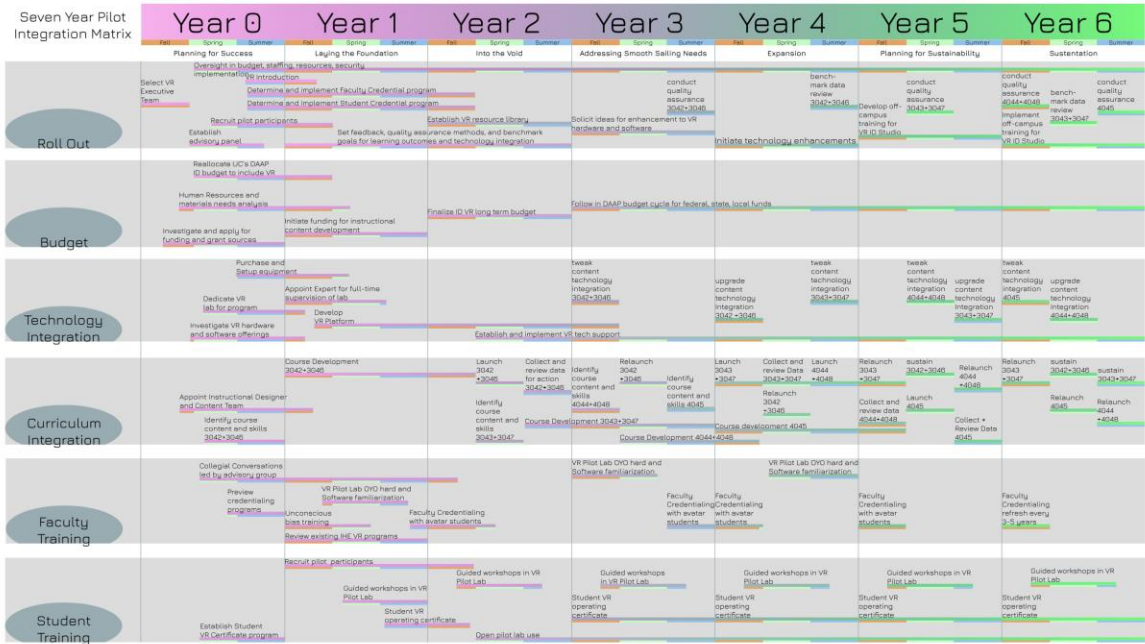 Seven Year Pilot
Integration Matrix
Year 0
Year 1
Year 2
Year 3
Year 4
Year 5
Year 6
Fall Spring Summer
Fall Spring Summer
Fall Spring Summer
Fall Spring Summer
Fall Spring Summer
Fall Spring Summer
Fall Spring Summer
Planning for Success
Laying the Foundation
Into the Void
Addressing Smooth Sailing Needs
Expansion
Planning for Sustainability
Sustentation
Roll Out
Oversight in budget, staffing, resources, security
implementation
Select VR
Executive
Team
VR Introduction
Determine and implement Faculty Credential program
Determine and implement Student Credential program
Recruit pilot participants
Establish
advisory panel
Set feedback, quality assurance methods, and benchmark
goals for learning outcomes and technology integration
Establish VR resource library
Solicit ideas for enhancement to VR
hardware and software
conduct
quality
assurance
3042+3046
bench-
mark data
review
3042+3046
Initiate technology enhancements
Develop off-
campus
training for
VR ID Studio
conduct
quality
assurance
3043+3047
conduct
quality
assurance
4044+4048
Implement
off-campus
training for
VR ID Studio
bench-
mark data
review
3043+3047
conduct
quality
assurance
4045
Budget
Reallocate UC's DAAP
ID budget to include VR
Human Resources and
materials needs analysis
Investigate and apply for
funding and grant sources
Initiate funding for instructional
content development
Finalize ID VR long term budget
Follow in DAAP budget cycle for federal, state, local funds
Technology
Integration
Purchase and
Setup equipment
Dedicate VR
lab for program
Investigate VR hardware
and software offerings
Appoint Expert for full-time
supervision of lab
Develop
VR Platform
Establish and implement VR tech support
tweak
content
technology
integration
3042+3046
upgrade
content
technology
Integration
3042 +3046
tweak
content
technology
integration
3043+3047
tweak
content
technology
integration
4044+4048
upgrade
content
technology
Integration
3043+3047
tweak
content
technology
integration
4045
upgrade
content
technology
Integration
4044+4048
Curriculum
Integration
Course Development
3042+3046
Appoint Instructional Designer
and Content Team
Identify course
content and skills
3042+3046
Launch
3042
+3046
Collect and
review data
for action
3042+3046
Identify
course
content and
skills
3043+3047
Course Development 3043+3047
Identify
course
content and
skills
4044+4048
Relaunch
3042
+3046
Identify
course
content and
skills 4045
Course Development 4044+4048
Launch
3043
+3047
Collect and
review Data
3043+3047
Launch
4044
+4048
Relaunch
3042
+3046
Course development 4045
Relaunch
3043
+3047
sustain
3042+3046
Relaunch
4044
+4048
Collect and
review data
4044+4048
Launch
4045
Collect +
Review Data
4045
Relaunch
3043
+3047
sustain
3042+3046
sustain
3043+3047
Relaunch
4045
Relaunch
4044
+4048
Faculty
Training
Collegial Conversations
led by advisory group
Preview
credentialing
programs
VR Pilot Lab OYO hard and
Software familiarization
Unconscious
bias training
Review existing IHE VR programs
Faculty Credentialing
with avatar students
VR Pilot Lab OYO hard and
Software familiarization
Faculty
Credentialing
with avatar
students
VR Pilot Lab OYO hard and
Software familiarization
Faculty
Credentialing
with avatar
students
Faculty
Credentialing
with avatar
students
Faculty
Credentialing
refresh every
3-5 years
Student
Training
Recruit pilot participants
Establish Student
VR Certificate program
Guided workshops in VR
Pilot Lab
Student VR
operating certificate
Guided workshops in VR
Pilot Lab
Open pilot lab use
Guided workshops
in VR Pilot Lab
Student VR
operating
certificate
Guided workshops in VR
Pilot Lab
Student VR
operating
certificate
Guided workshops in VR
Pilot Lab
Student VR
operating
certificate
Guided workshops in VR
Pilot Lab
Student VR
operating
certificate